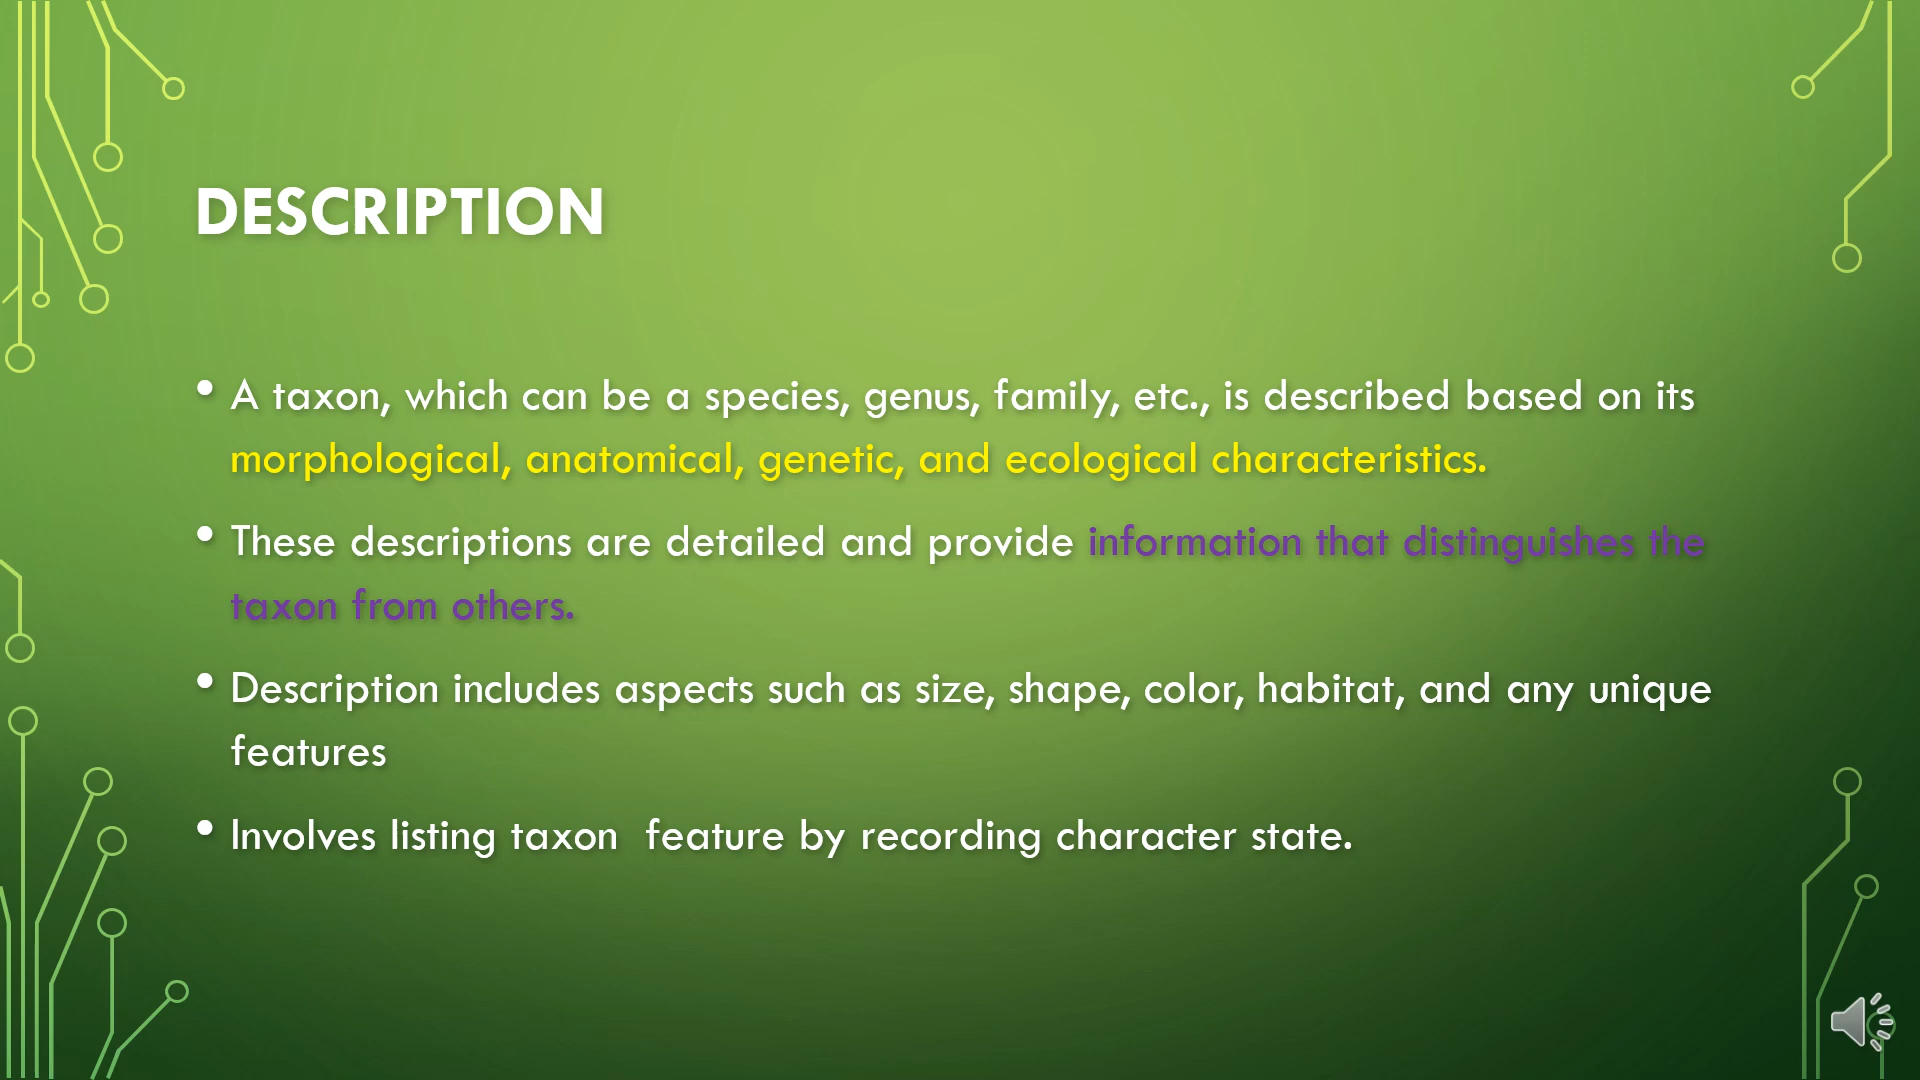 DESCRIPTION
• A taxon, which can be a species, genus, family, etc., is described based on its
morphological, anatomical, genetic, and ecological characteristics.
• These descriptions are detailed and provide information that distinguishes the
taxon from others.
• Description includes aspects such as size, shape, color, habitat, and any unique
features
• Involves listing taxon  feature by recording character state.